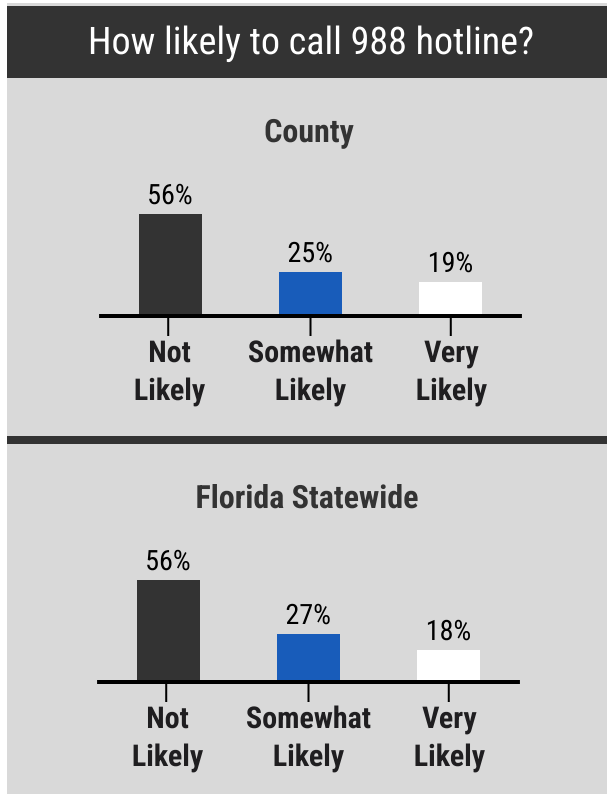 How likely to call 988 hotline?
County
56%
25%
19%
Not
Likely
Somewhat
Likely
Very
Likely
Florida Statewide
56%
27%
18%
Not
Likely
Somewhat
Likely
Very
Likely